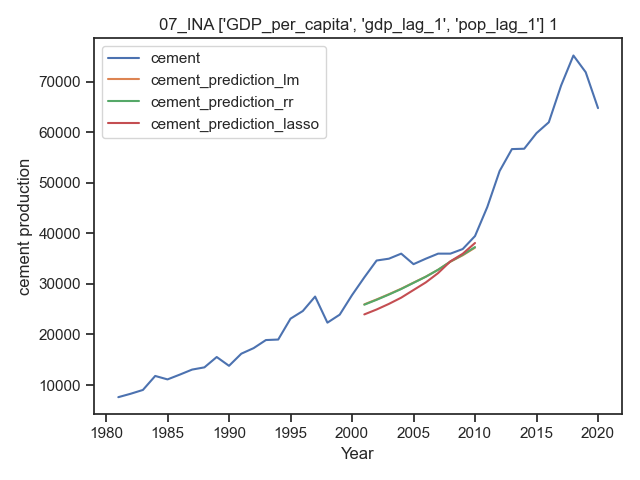 07_INA ['GDP_per_capita', 'gdp_lag_1', 'pop_lag_1'] 1
cement
cement_prediction_lm
cement_prediction_rr
cement_prediction_lasso
cement production
70000
60000
50000
40000
30000
20000
10000
1980 1985 1990 1995 2000 2005 2010 2015 2020
Year